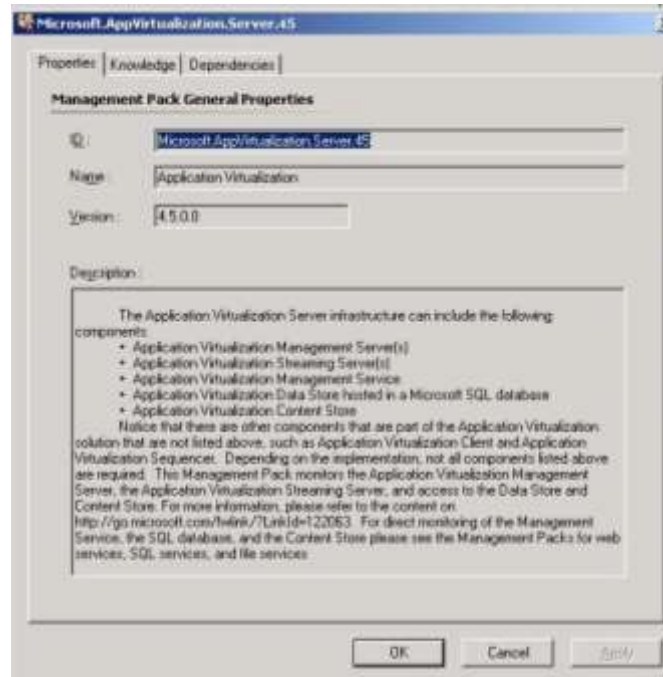 Microsoft.AppVirtualization.Server.45
Properties Knowledge Dependencies
Management Pack General Properties
ID : Microsoft.AppVirtualization.Server.45
Name : Application Virtualization
Version : 4.5.0.0
Description :
The Application Virtualization Server infrastructure can include the following
components:
• Application Virtualization Management Server(s)
• Application Virtualization Streaming Server(s)
• Application Virtualization Management Service
• Application Virtualization Data Store hosted in a Microsoft SQL database
• Application Virtualization Content Store
Notice that there are other components that are part of the Application Virtualization
solution that are not listed above, such as Application Virtualization Client and Application
Virtualization Sequencer. Depending on the implementation, not all components listed above
are required. This Management Pack monitors the Application Virtualization Management
Server, the Application Virtualization Streaming Server, and access to the Data Store and
Content Store. For more information, please refer to the content on
http://go.microsoft.com/fwlink/?LinkId=122063. For direct monitoring of the Management
Service, the SQL database, and the Content Store please see the Management Packs for web
services, SQL services, and file services
OK Cancel Apply